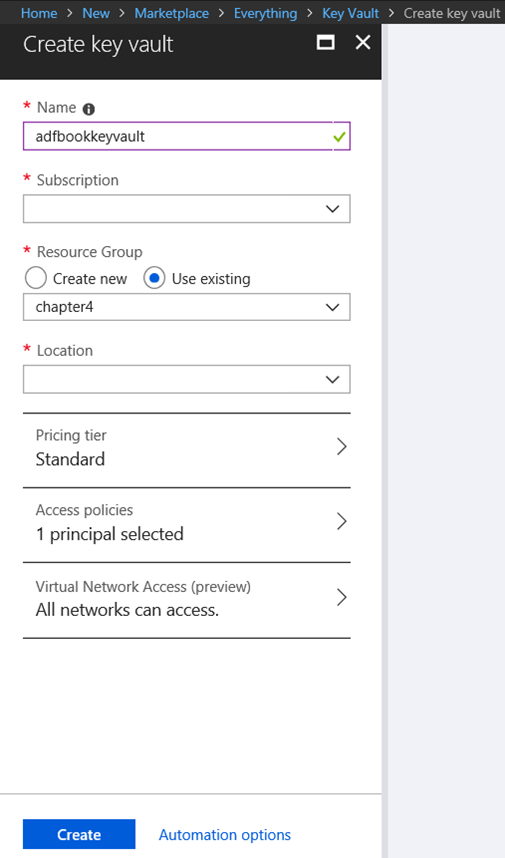 Home > New > Marketplace > Everything > Key Vault > Create key vault
Create key vault
* Name
adfbookkeyvault
* Subscription
* Resource Group
Create new Use existing
chapter4
* Location
Pricing tier
Standard
Access policies
1 principal selected
Virtual Network Access (preview)
All networks can access.
Create Automation options